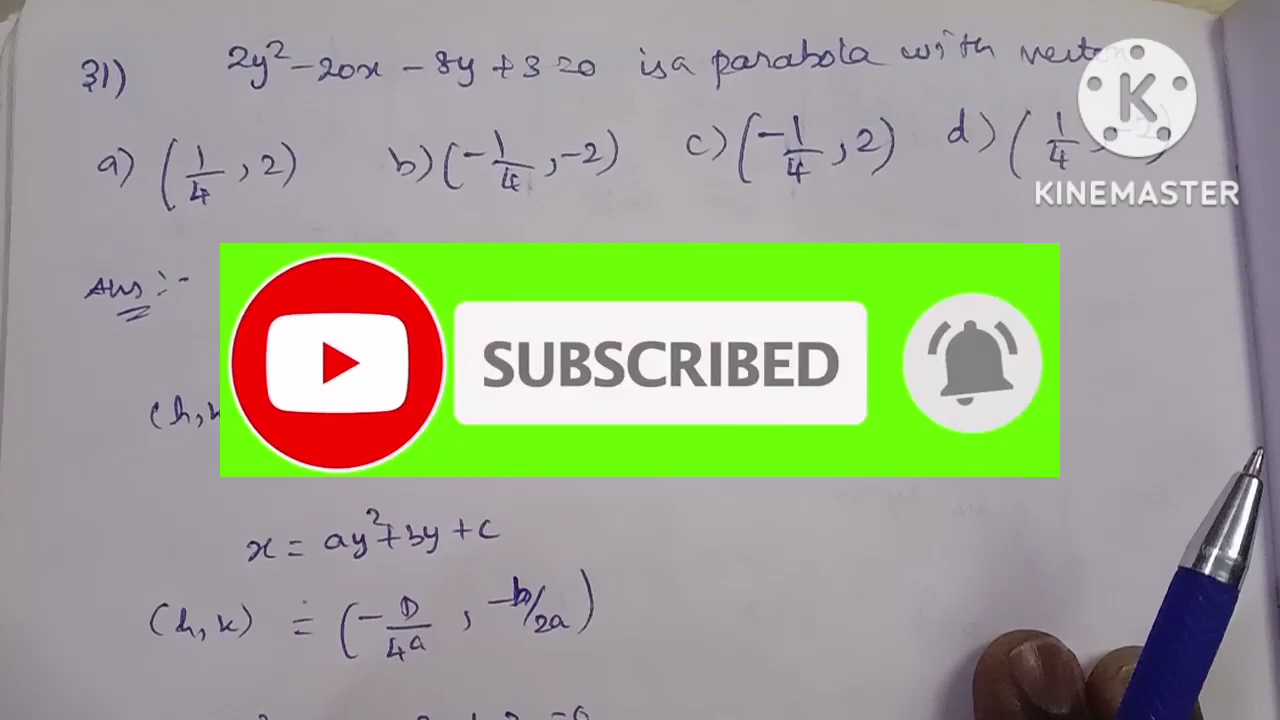 31) 2y² - 20x - 8y + 3 = 0 is a parabola with
a) (1/4, 2) b) (-1/4, -2) c) (-1/4, 2) d) (1/4,
K
KINEMASTER
Ans :-
SUBSCRIBED
(h,
x = ay² + by + c
(h, k) = (-D/4a, -b/2a)